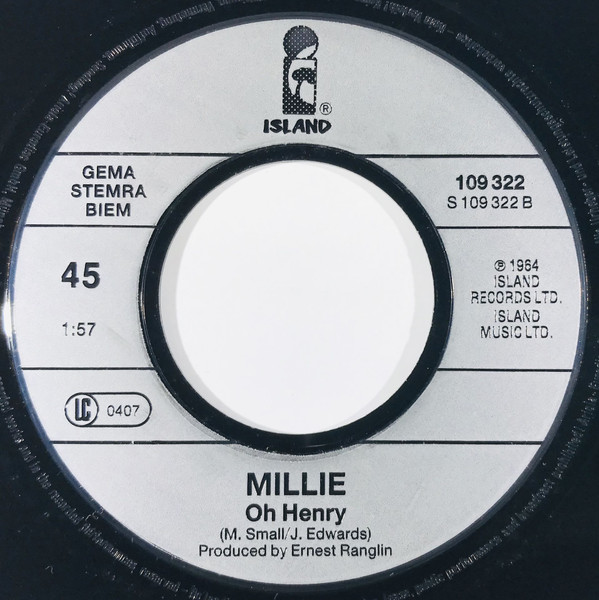 ®
ISLAND
GEMA
STEMRA
BIEM
109 322
S 109 322 B
45
1:57
℗ 1964
ISLAND
RECORDS LTD.
ISLAND
MUSIC LTD.
LC 0407
MILLIE
Oh Henry
(M. Small/J. Edwards)
Produced by Ernest Ranglin